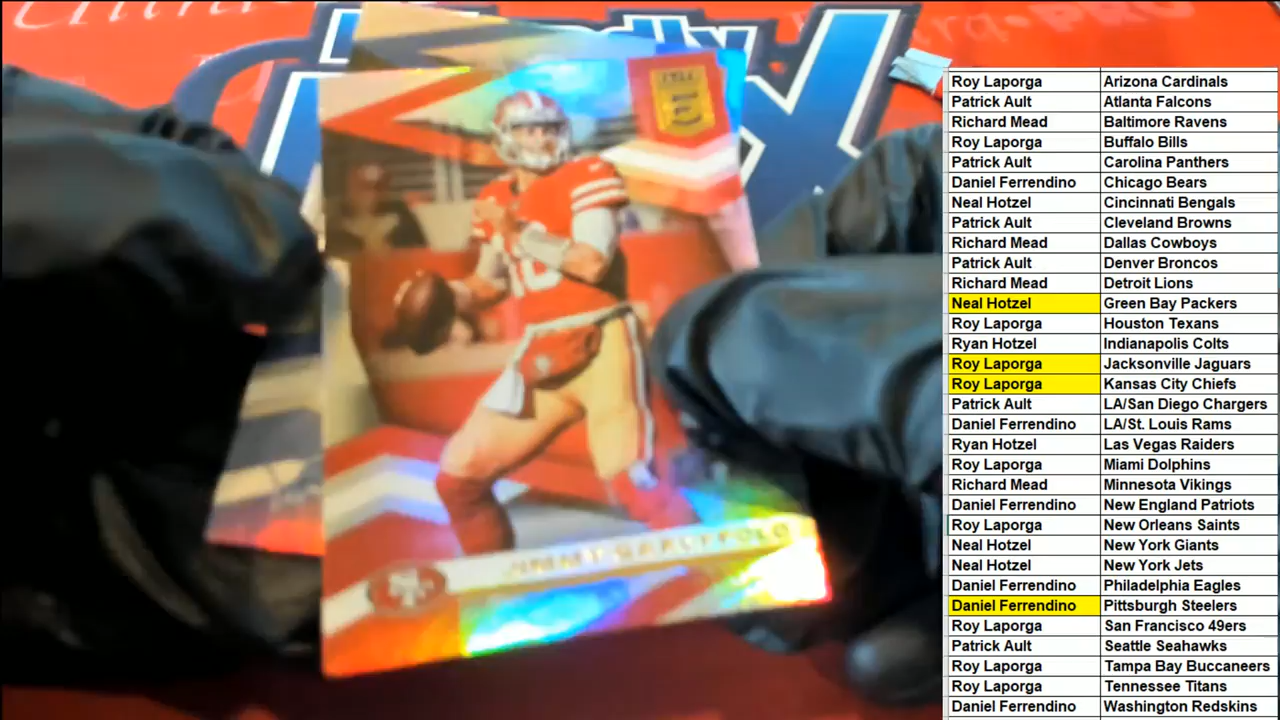 JIMMY GAROPPOLO
Roy Laporga Arizona Cardinals
Patrick Ault Atlanta Falcons
Richard Mead Baltimore Ravens
Roy Laporga Buffalo Bills
Patrick Ault Carolina Panthers
Daniel Ferrendino Chicago Bears
Neal Hotzel Cincinnati Bengals
Patrick Ault Cleveland Browns
Richard Mead Dallas Cowboys
Patrick Ault Denver Broncos
Richard Mead Detroit Lions
Neal Hotzel Green Bay Packers
Roy Laporga Houston Texans
Ryan Hotzel Indianapolis Colts
Roy Laporga Jacksonville Jaguars
Roy Laporga Kansas City Chiefs
Patrick Ault LA/San Diego Chargers
Daniel Ferrendino LA/St. Louis Rams
Ryan Hotzel Las Vegas Raiders
Roy Laporga Miami Dolphins
Richard Mead Minnesota Vikings
Daniel Ferrendino New England Patriots
Roy Laporga New Orleans Saints
Neal Hotzel New York Giants
Neal Hotzel New York Jets
Daniel Ferrendino Philadelphia Eagles
Daniel Ferrendino Pittsburgh Steelers
Roy Laporga San Francisco 49ers
Patrick Ault Seattle Seahawks
Roy Laporga Tampa Bay Buccaneers
Roy Laporga Tennessee Titans
Daniel Ferrendino Washington Redskins